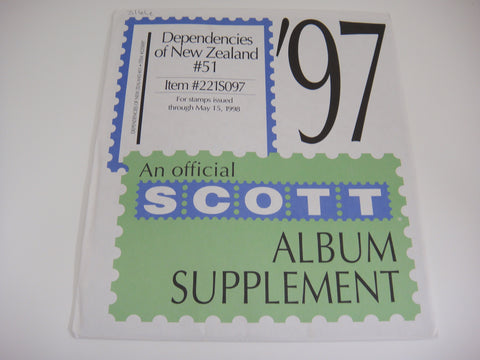 Dependencies
of New Zealand
#51
Item #221S097
For stamps issued
through May 15, 1998
'97
An official
SCOTT
ALBUM
SUPPLEMENT